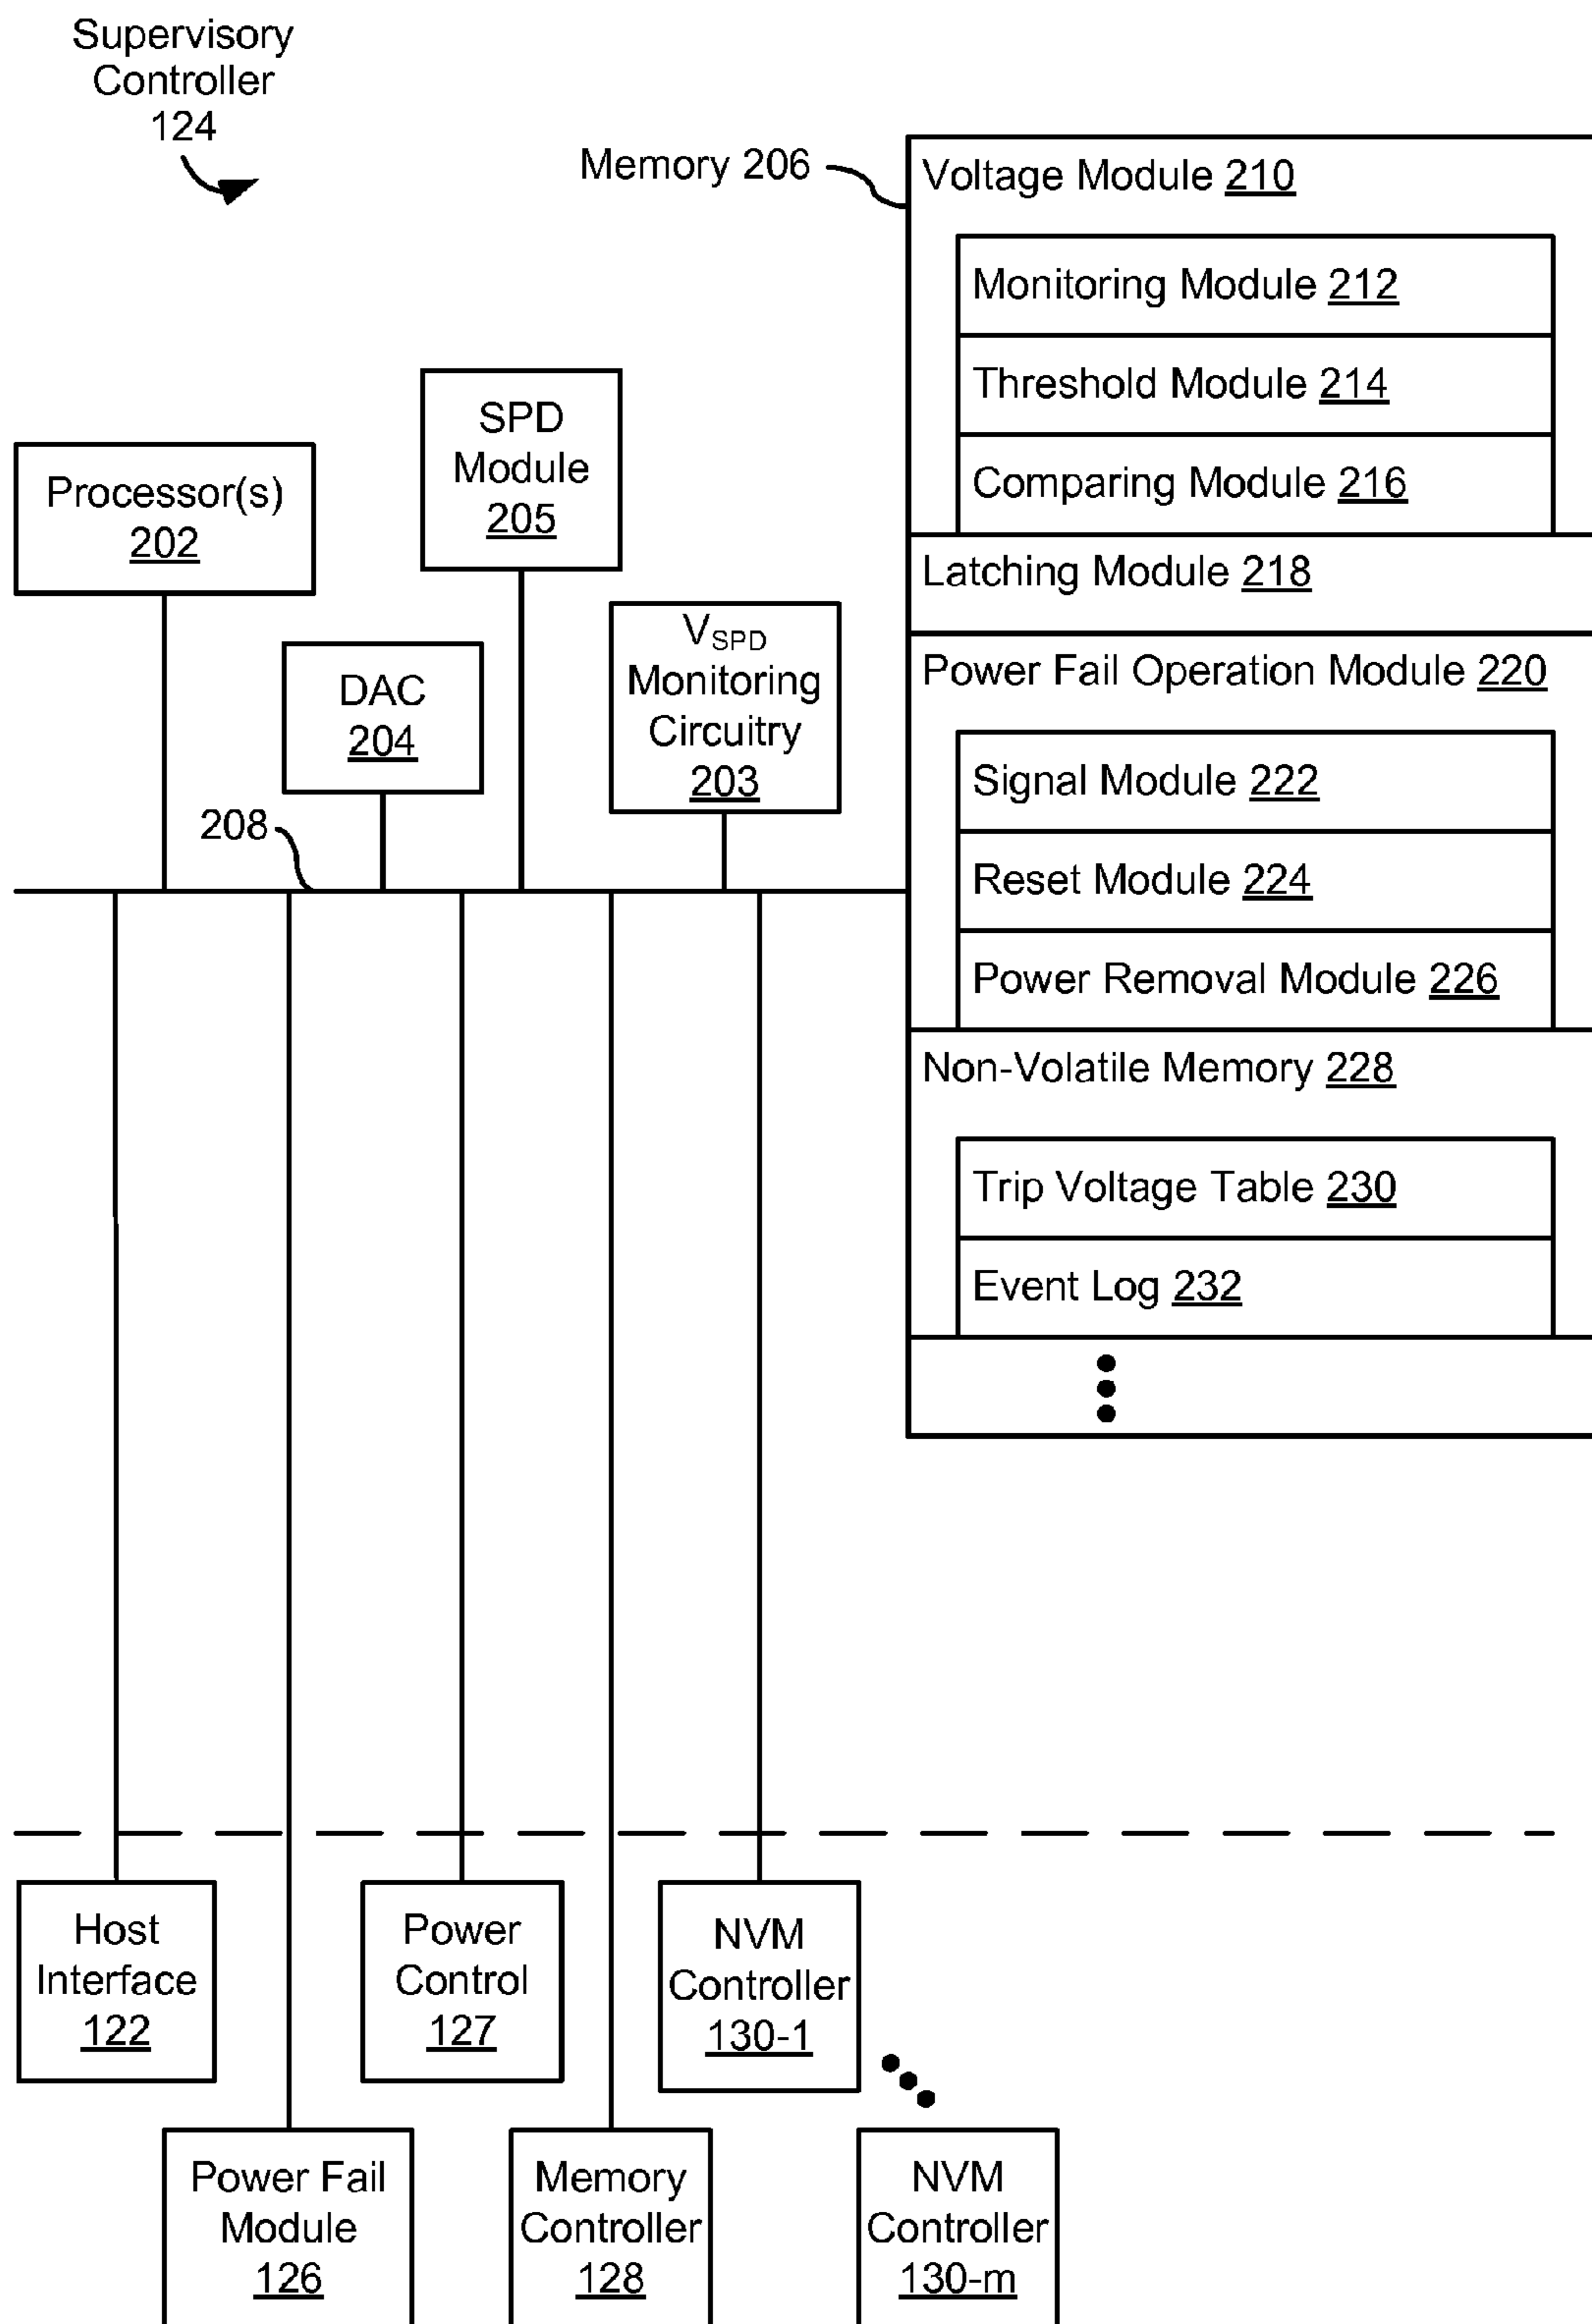 Supervisory
Controller
124
Memory 206
Voltage Module 210
Monitoring Module 212
Threshold Module 214
Comparing Module 216
Latching Module 218
Power Fail Operation Module 220
Signal Module 222
Reset Module 224
Power Removal Module 226
Non-Volatile Memory 228
Trip Voltage Table 230
Event Log 232
Processor(s)
202
SPD
Module
205
DAC
204
VSPD
Monitoring
Circuitry
203
208
Host
Interface
122
Power
Control
127
NVM
Controller
130-1
Power Fail
Module
126
Memory
Controller
128
NVM
Controller
130-m